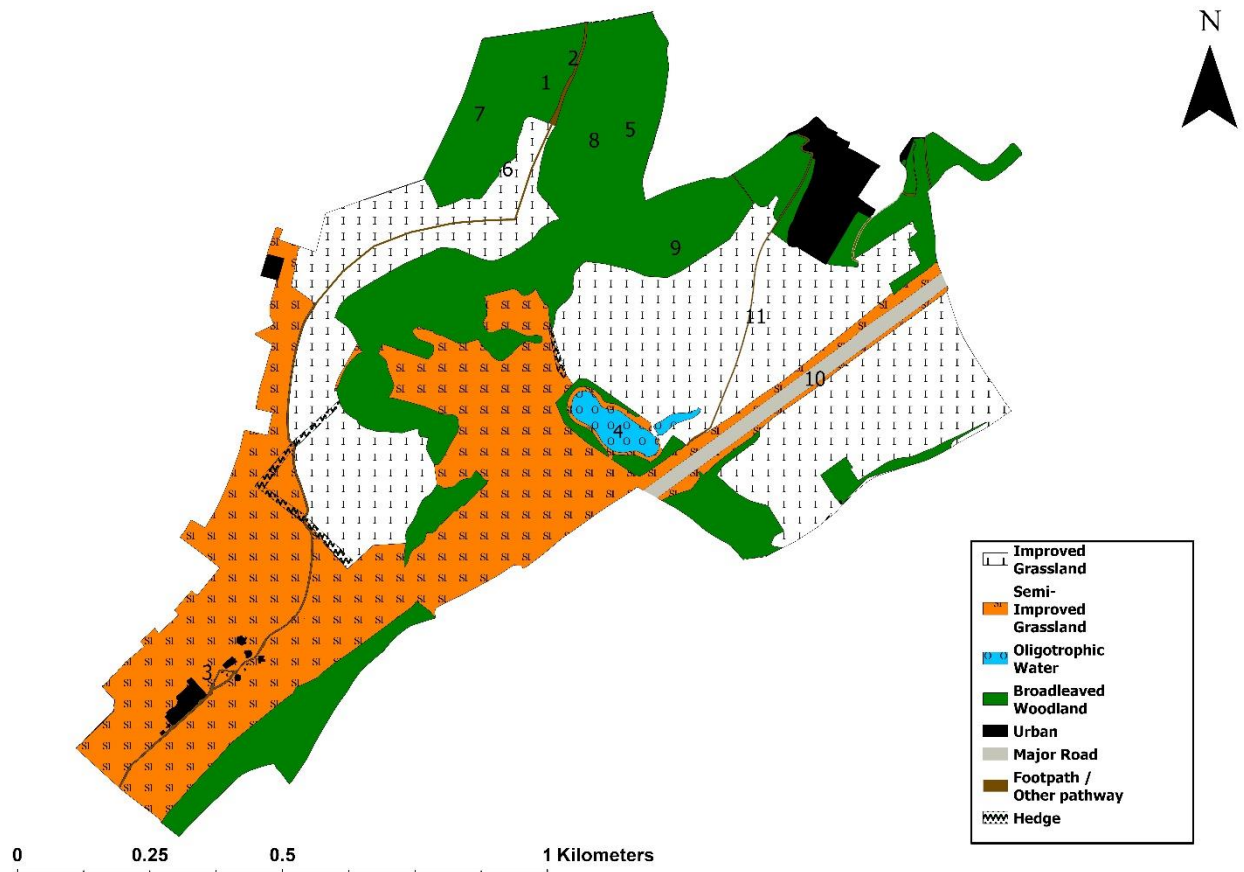 N
2
1
7
5
8
6
9
11
10
4
3
Improved
Grassland
Semi-
Improved
Grassland
Oligotrophic
Water
Broadleaved
Woodland
Urban
Major Road
Footpath /
Other pathway
Hedge
0 0.25 0.5 1 Kilometers